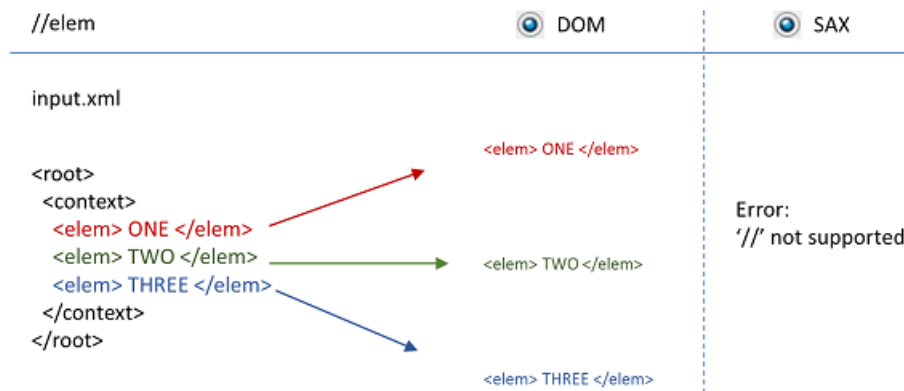 //elem
DOM
SAX
input.xml
<root>
<context>
<elem> ONE </elem>
<elem> TWO </elem>
<elem> THREE </elem>
</context>
</root>
<elem> ONE </elem>
<elem> TWO </elem>
<elem> THREE </elem>
Error:
‘//’ not supported